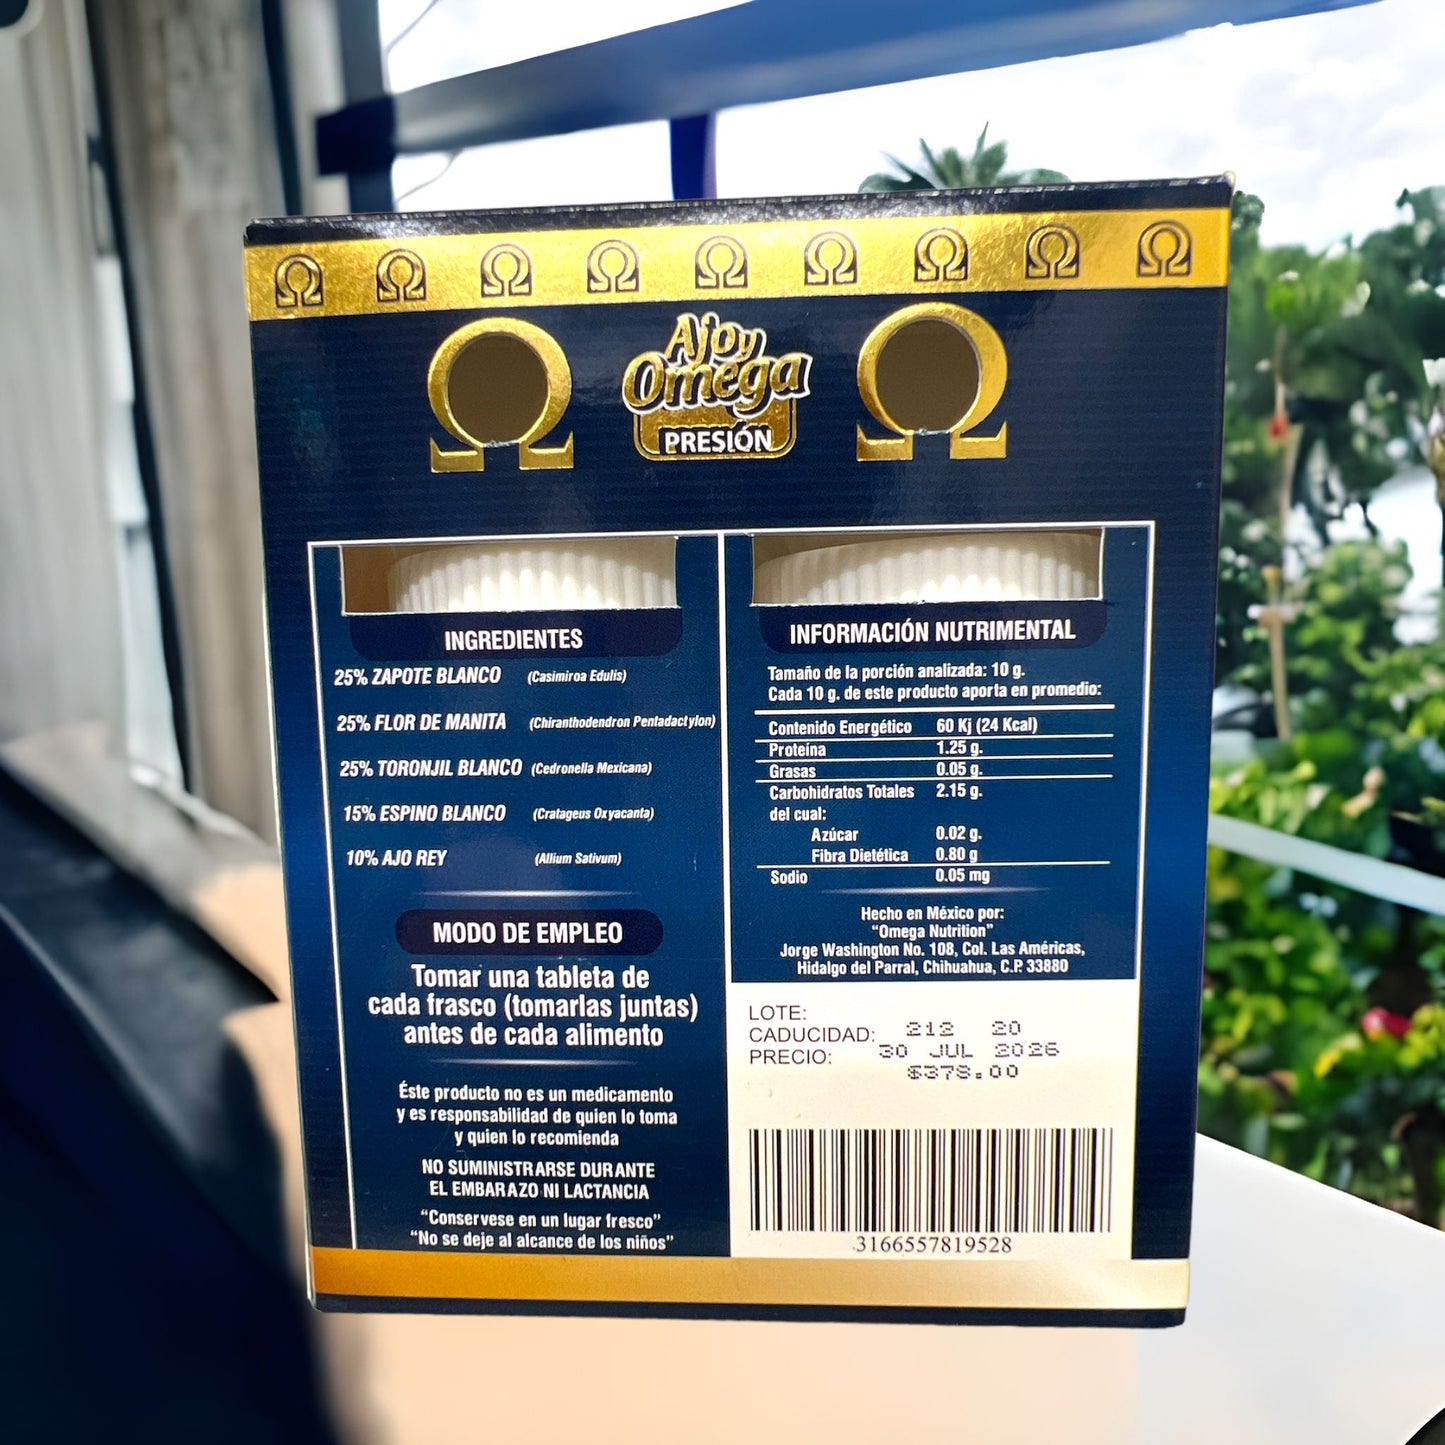 Ajo y
Omega
PRESIÓN
INGREDIENTES
25% ZAPOTE BLANCO (Casimiroa Edulis)
25% FLOR DE MANITA (Chiranthodendron Pentadactylon)
25% TORONJIL BLANCO (Cedronella Mexicana)
15% ESPINO BLANCO (Crataegus Oxyacanta)
10% AJO REY (Allium Sativum)
MODO DE EMPLEO
Tomar una tableta de
cada frasco (tomarlas juntas)
antes de cada alimento
Éste producto no es un medicamento
y es responsabilidad de quien lo toma
y quien lo recomienda
NO SUMINISTRARSE DURANTE
EL EMBARAZO NI LACTANCIA
“Conservese en un lugar fresco”
“No se deje al alcance de los niños”
INFORMACIÓN NUTRIMENTAL
Tamaño de la porción analizada: 10 g.
Cada 10 g. de este producto aporta en promedio:
Contenido Energético 60 Kj (24 Kcal)
Proteína 1.25 g.
Grasas 0.05 g.
Carbohidratos Totales 2.15 g.
del cual:
Azúcar 0.02 g.
Fibra Dietética 0.80 g
Sodio 0.05 mg
Hecho en México por:
“Omega Nutrition”
Jorge Washington No. 108, Col. Las Américas,
Hidalgo del Parral, Chihuahua, C.P. 33880
LOTE: 212 20
CADUCIDAD: 30 JUL 2026
PRECIO: $378.00
3166557819528